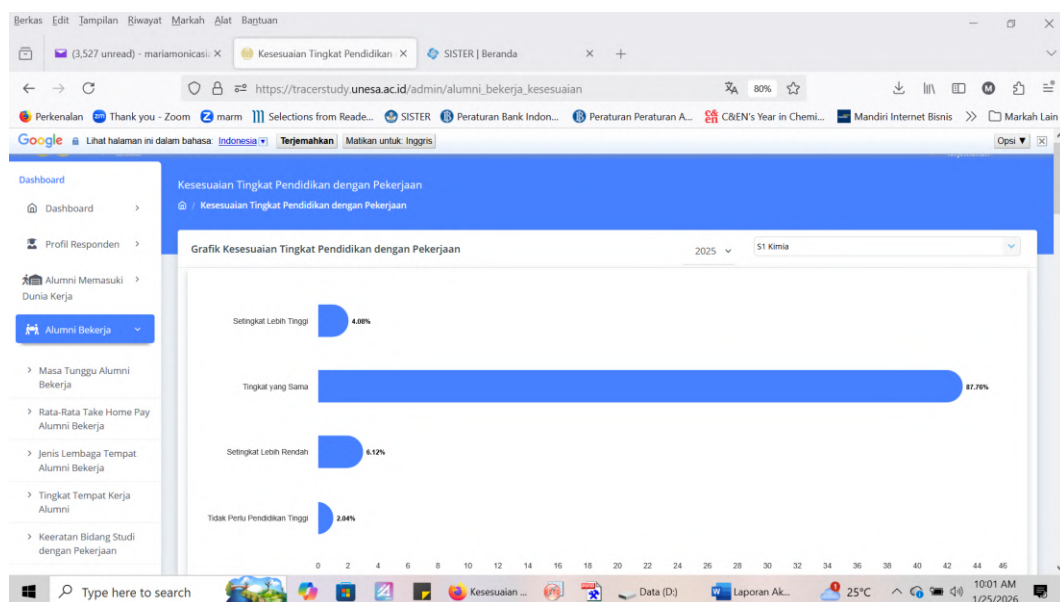 Berkas Edit Tampilan Riwayat Markah Alat Bantuan
(3,527 unread) - mariamonicasi
Kesesuaian Tingkat Pendidikan
SISTER | Beranda
https://tracerstudy.unesa.ac.id/admin/alumni_bekerja_kesesuaian
80%
Perkenalan
Thank you - Zoom
marm
Selections from Reade...
SISTER
Peraturan Bank Indon...
Peraturan Peraturan A...
C&EN's Year in Chemi...
Mandiri Internet Bisnis
Markah Lain
Google Lihat halaman ini dalam bahasa: Indonesia Terjemahkan Matikan untuk: Inggris Opsi ▼
Dashboard
Dashboard
Profil Responden
Alumni Memasuki
Dunia Kerja
Alumni Bekerja
Masa Tunggu Alumni
Bekerja
Rata-Rata Take Home Pay
Alumni Bekerja
Jenis Lembaga Tempat
Alumni Bekerja
Tingkat Tempat Kerja
Alumni
Keeratan Bidang Studi
dengan Pekerjaan
Kesesuaian Tingkat Pendidikan dengan Pekerjaan
/ Kesesuaian Tingkat Pendidikan dengan Pekerjaan
Grafik Kesesuaian Tingkat Pendidikan dengan Pekerjaan
2025
S1 Kimia
Setingkat Lebih Tinggi 4.08%
Tingkat yang Sama 87.76%
Setingkat Lebih Rendah 6.12%
Tidak Perlu Pendidikan Tinggi 2.04%
0 2 4 6 8 10 12 14 16 18 20 22 24 26 28 30 32 34 36 38 40 42 44 46
Type here to search
Kesesuaian ...
Data (D:)
Laporan Ak...
25°C
10:01 AM
1/25/2026